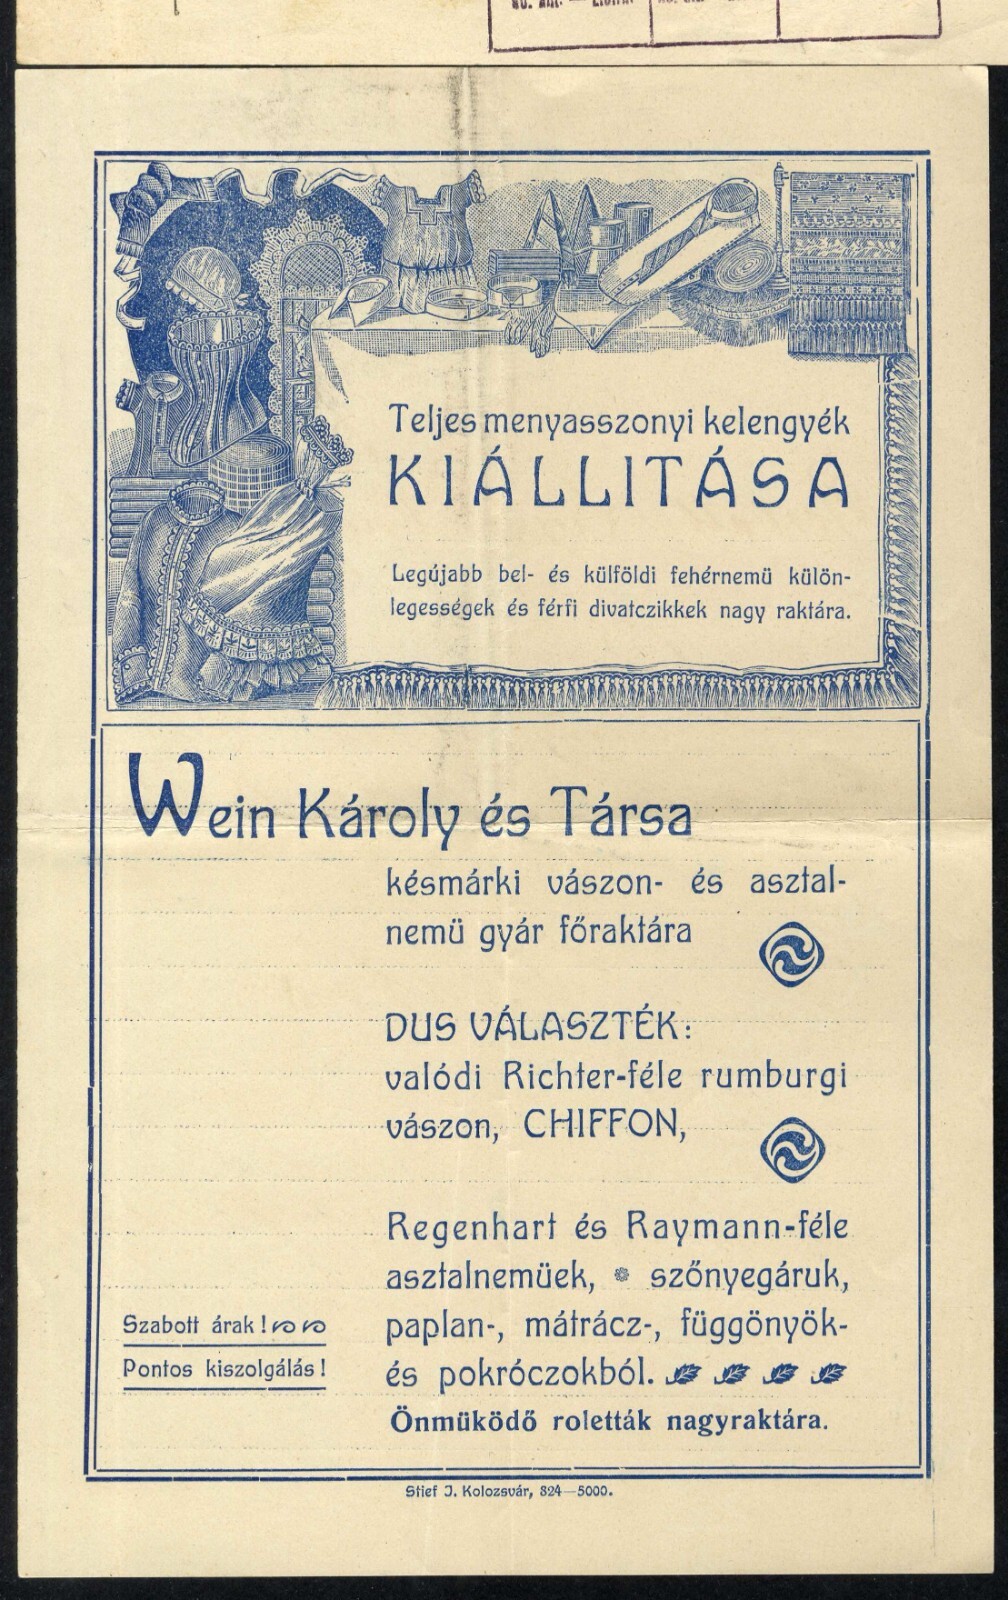 Teljes menyasszonyi kelengyék
KIÁLLITÁSA
Legújabb bel- és külföldi fehérnemü külön-
legességek és férfi divatczikkek nagy raktára.
Wein Károly és Társa
késmárki vászon- és asztal-
nemü gyár főraktára
DUS VÁLASZTÉK:
valódi Richter-féle rumburgi
vászon, CHIFFON,
Regenhart és Raymann-féle
asztalnemüek, szőnyegáruk,
paplan-, mátrácz-, függönyök-
és pokróczokból.
Önmüködő roletták nagyraktára.
Szabott árak!
Pontos kiszolgálás!
Stief J. Kolozsvár, 324—5000.